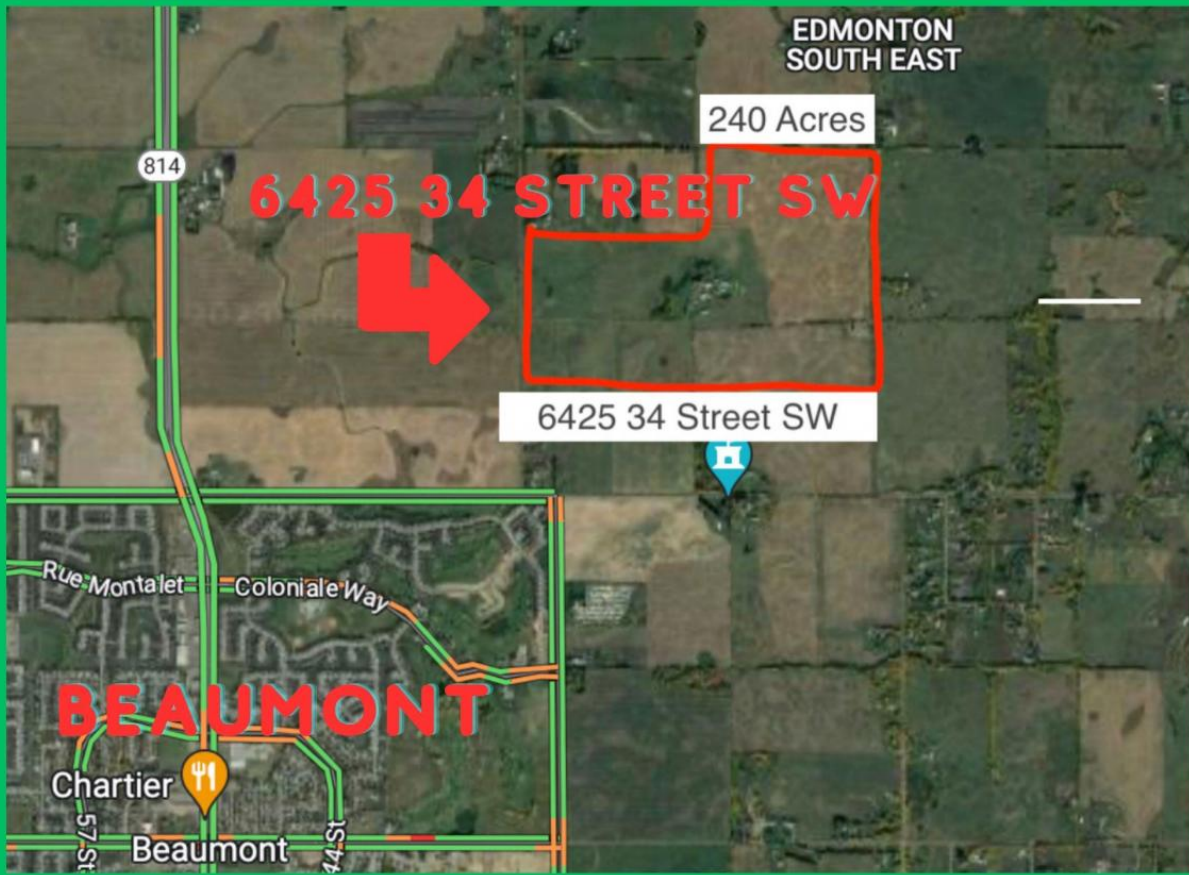 EDMONTON
SOUTH EAST
240 Acres
814
6425 34 STREET SW
6425 34 Street SW
Rue Montalet
Coloniale Way
BEAUMONT
Chartier
57 St
Beaumont
44 St